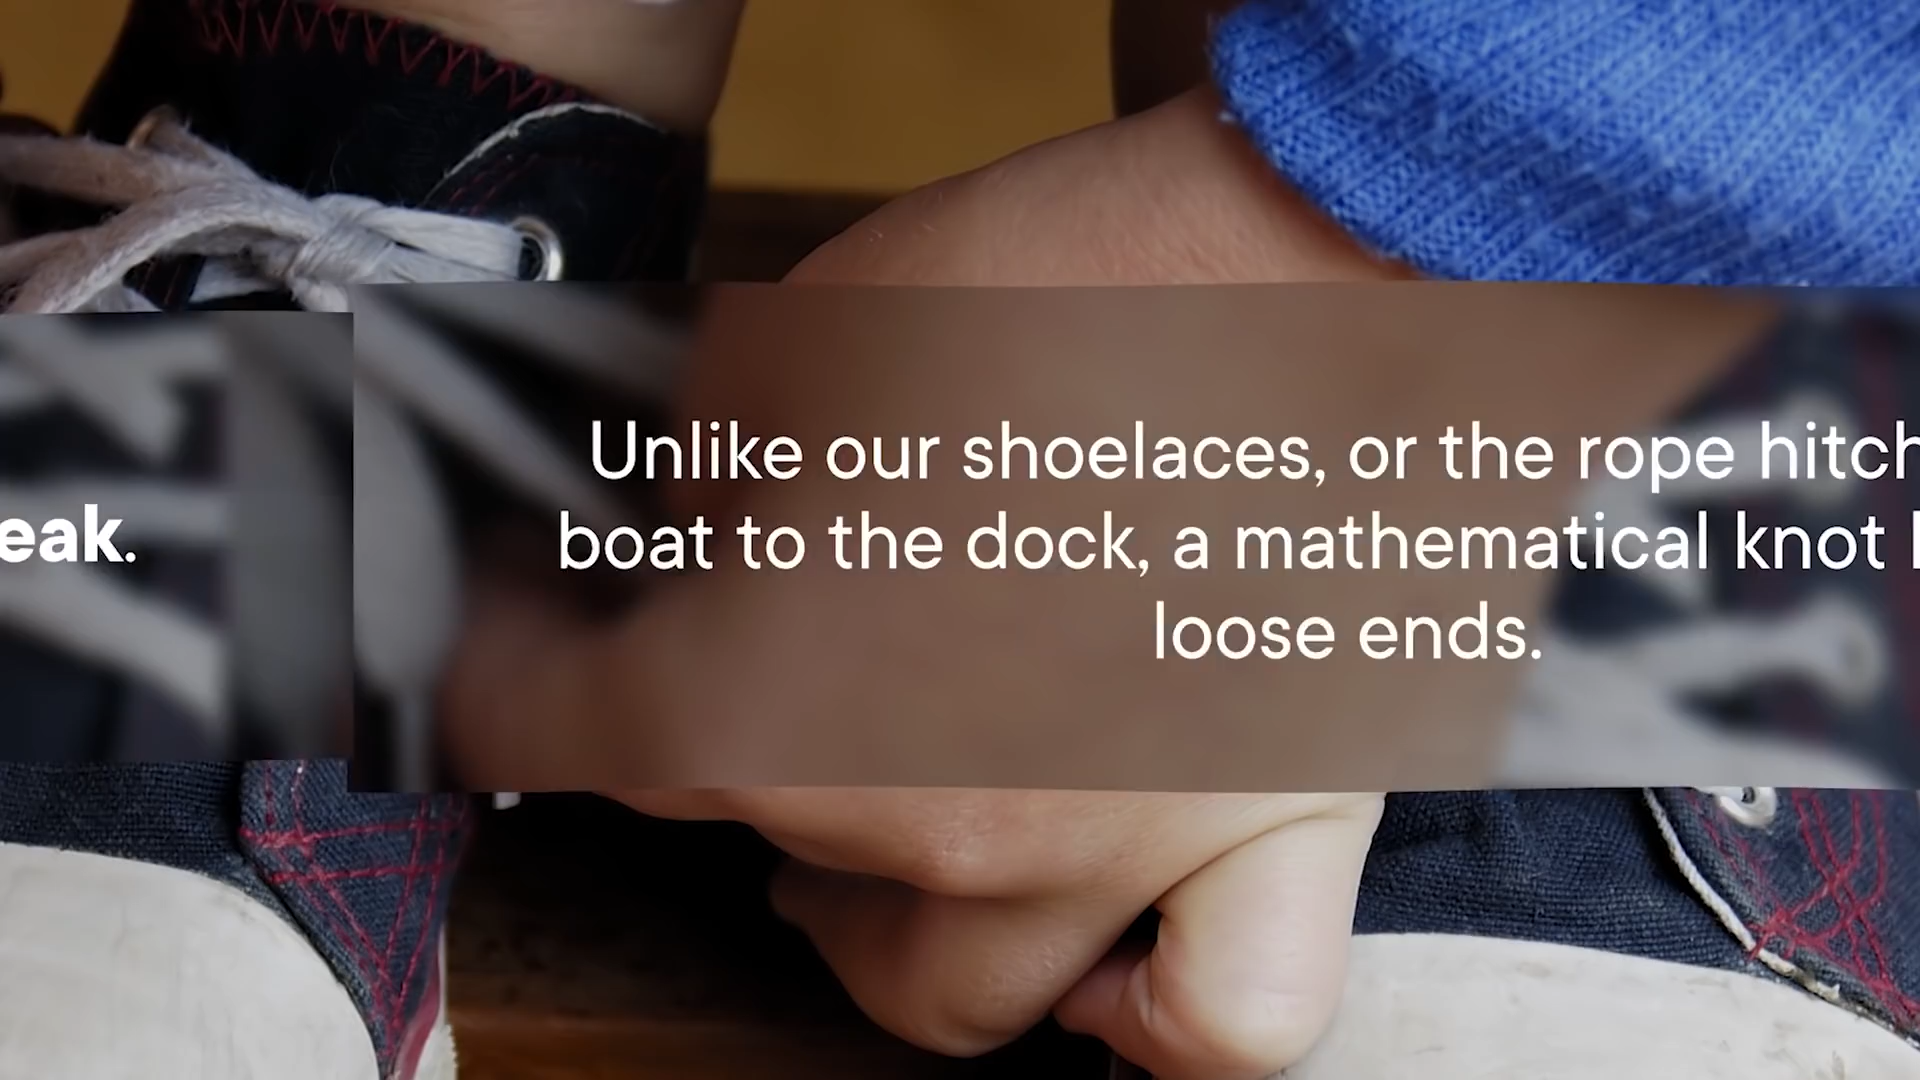 eak.
Unlike our shoelaces, or the rope hitch
boat to the dock, a mathematical knot
loose ends.